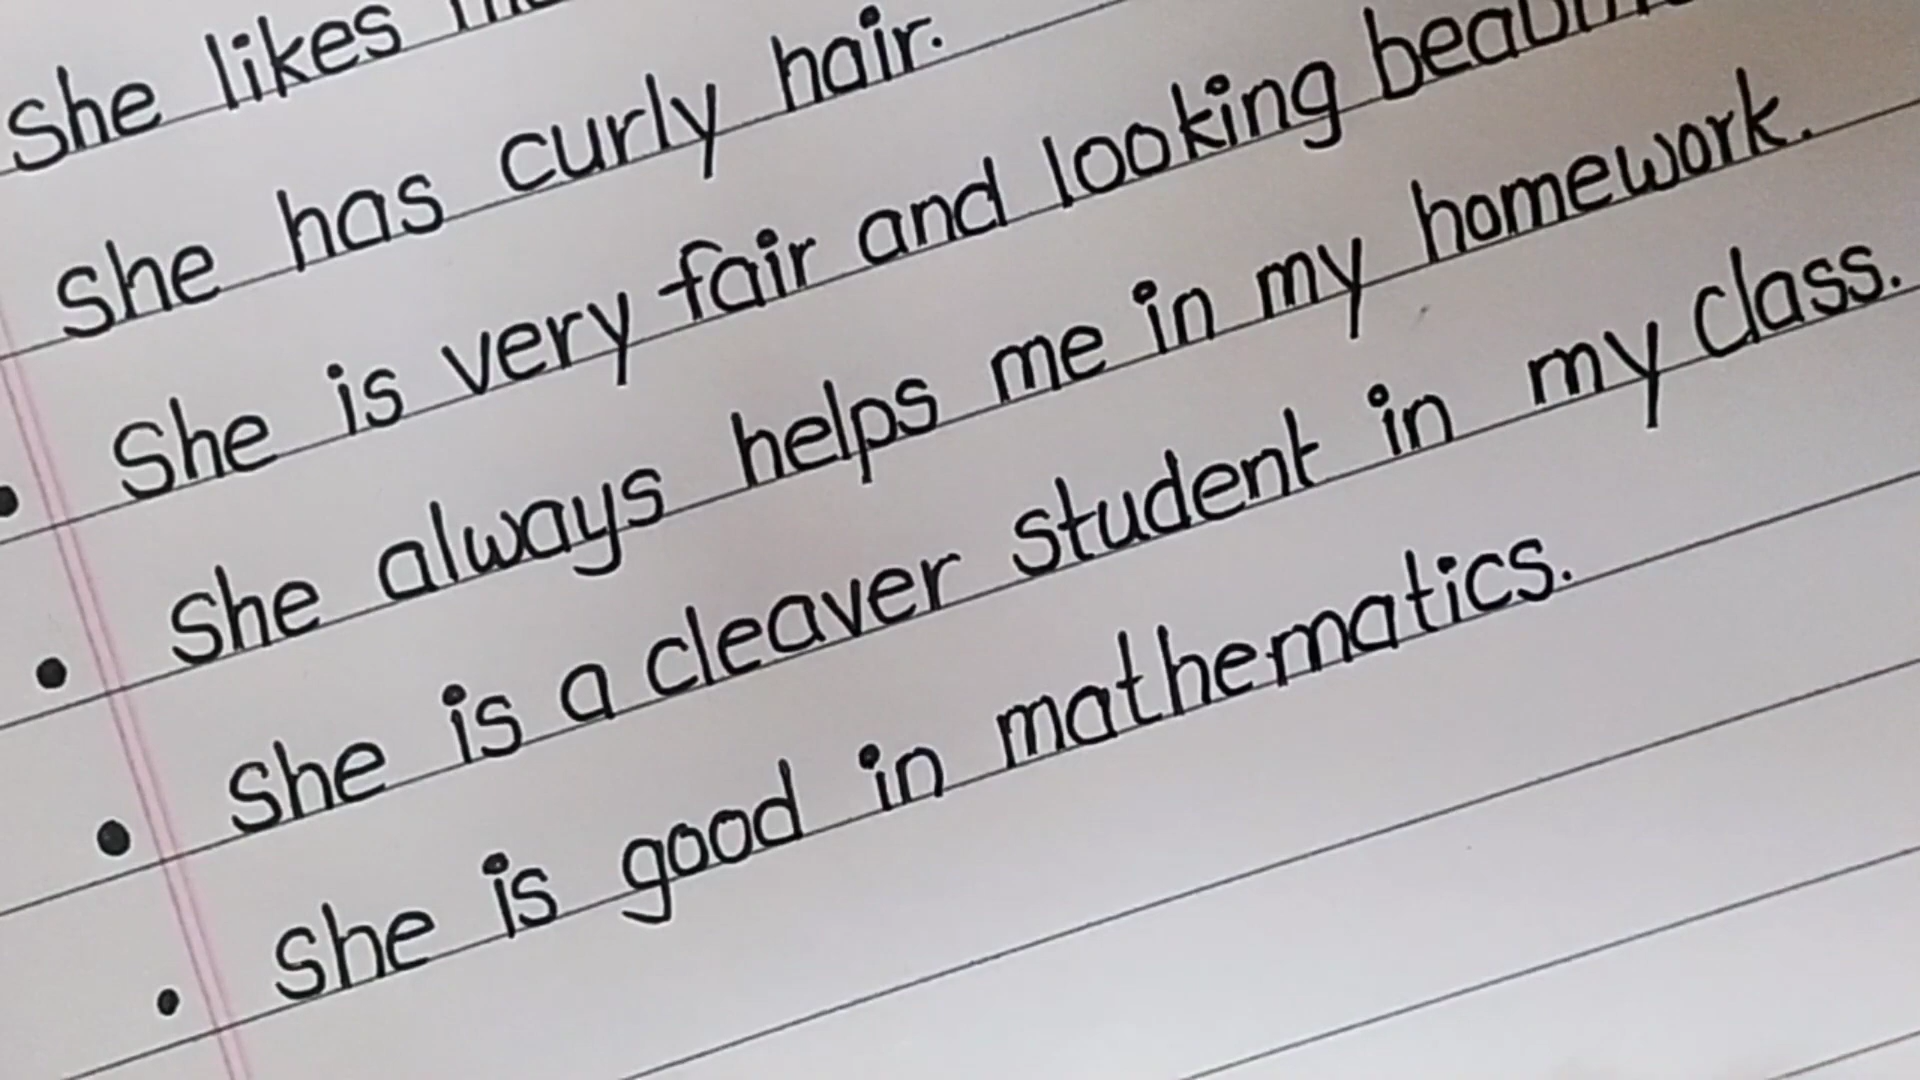 She likes
She has curly hair.
• She is very fair and looking
• She always helps me in my homework.
• She is a cleaver student in my class.
• She is good in mathematics.